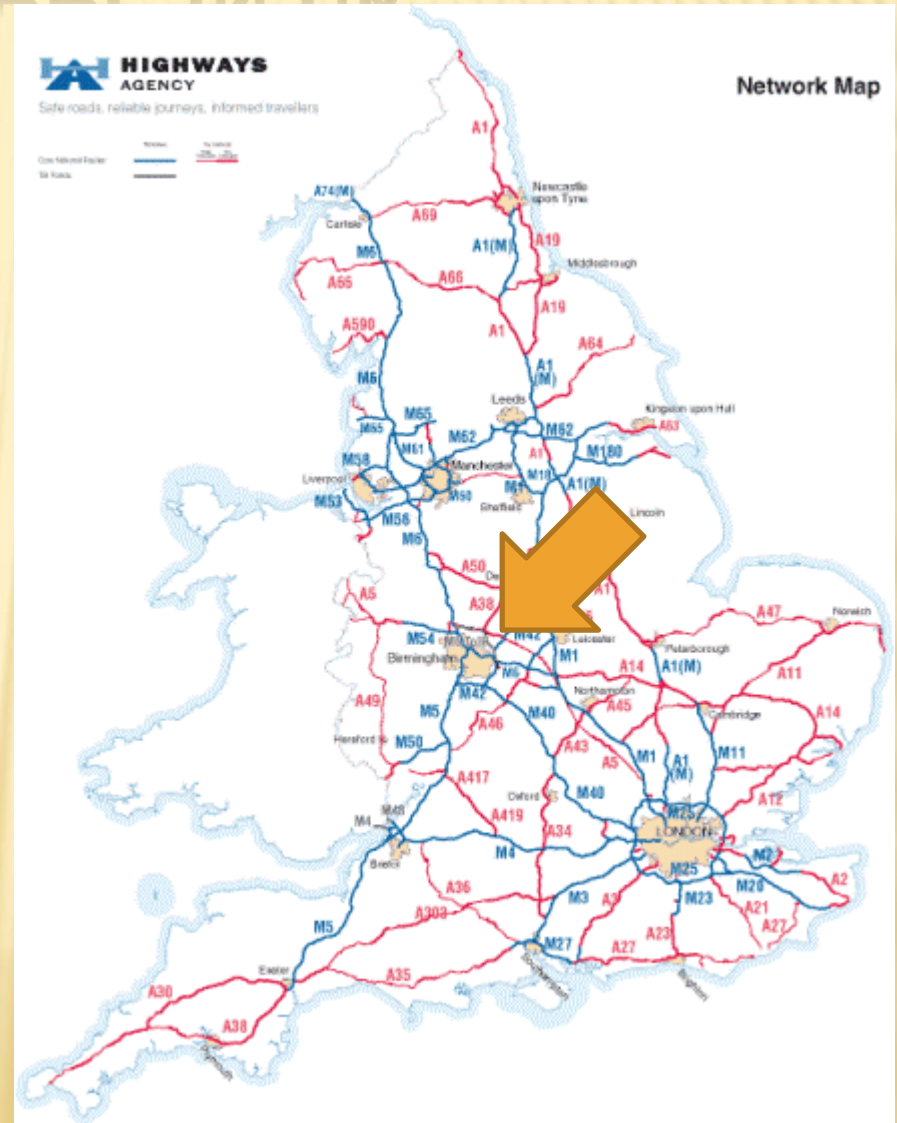 HIGHWAYS
AGENCY
Safe roads, reliable journeys, informed travellers
Network Map
A1
Newcastle
upon Tyne
A74(M)
Carlisle
A69
A1(M)
A19
M6
Middlesbrough
A66
A66
A19
A590
A1
A64
A1
(M)
M6
Leeds
Kingston upon Hull
M65
M55
M62
M62
A63
M61
A1
M180
M58
Manchester
M18
Liverpool
M60
M1
A1(M)
M53
Sheffield
Lincoln
M56
M6
A50
A5
A38
A1
A47
Norwich
M54
M42
Leicester
Peterborough
Birmingham
M6
M1
A14
A1(M)
A11
M42
Northampton
A49
M5
A46
M40
A45
Cambridge
A14
Hereford
M50
A43
A5
M1
A1
(M)
M11
A417
Oxford
M40
A12
M48
M4
A419
A34
M25
LONDON
Bristol
M4
M25
M2
A36
M3
A3
M23
M20
A2
A303
A21
M5
M27
A27
A23
A27
Exeter
A35
Southampton
Brighton
A30
A38
Plymouth